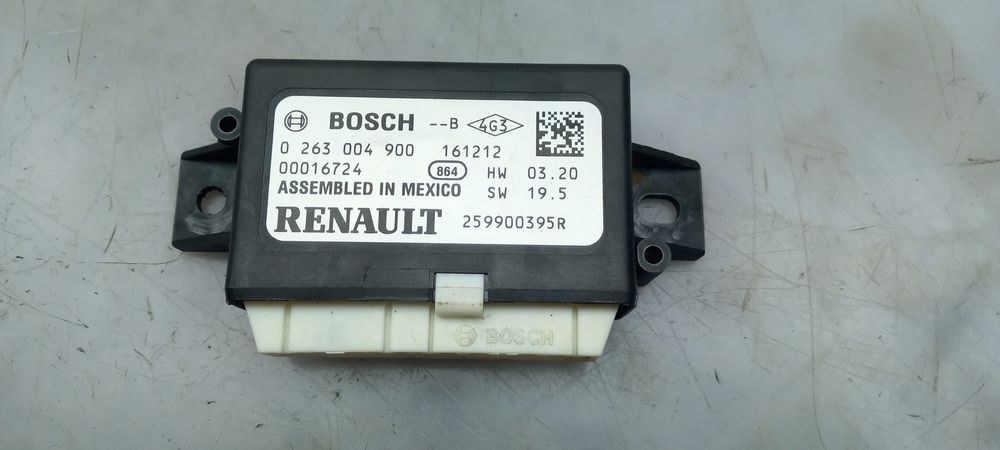 BOSCH --B 4G3
0 263 004 900 161212
00016724 864 HW 03.20
ASSEMBLED IN MEXICO SW 19.5
RENAULT 259900395R
BOSCH